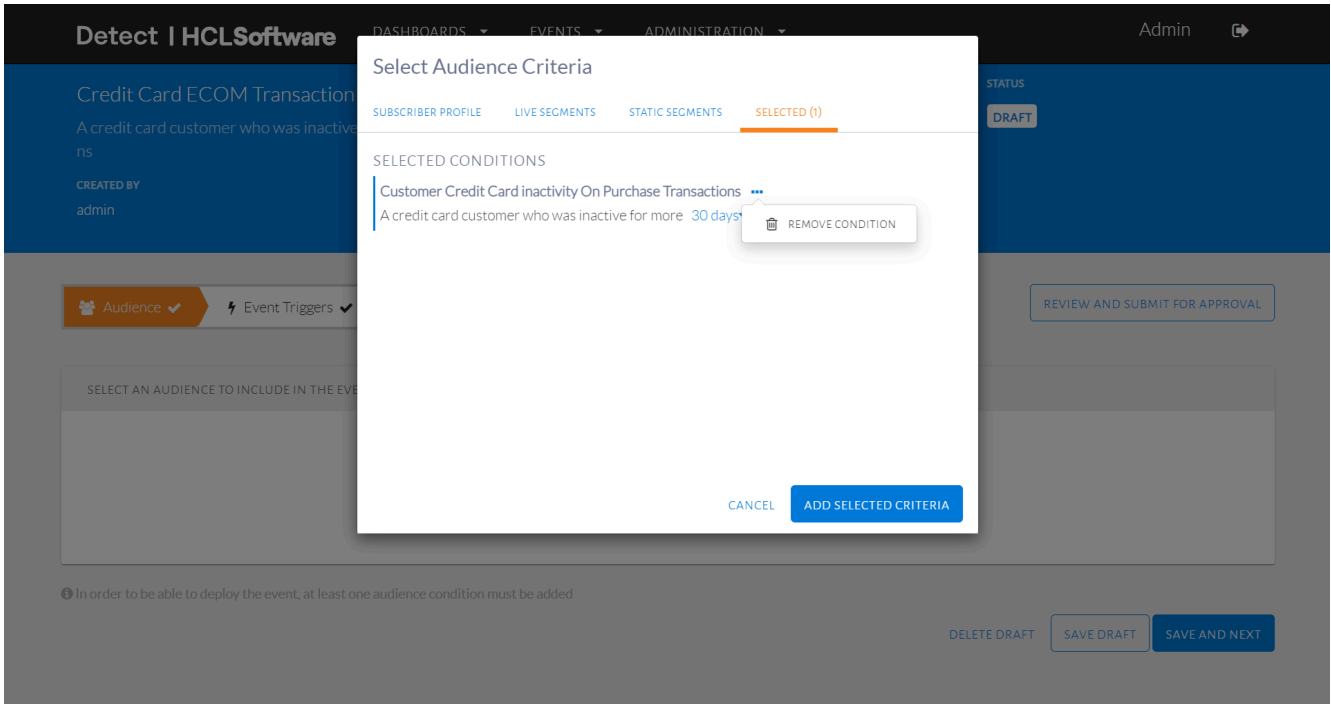 Detect | HCLSoftware
DASHBOARDS
EVENTS
ADMINISTRATION
Admin
Credit Card ECOM Transaction
A credit card customer who was inactive
ns
CREATED BY
admin
STATUS
DRAFT
Select Audience Criteria
SUBSCRIBER PROFILE
LIVE SEGMENTS
STATIC SEGMENTS
SELECTED (1)
SELECTED CONDITIONS
Customer Credit Card inactivity On Purchase Transactions
A credit card customer who was inactive for more 30 days
REMOVE CONDITION
CANCEL
ADD SELECTED CRITERIA
Audience
Event Triggers
REVIEW AND SUBMIT FOR APPROVAL
SELECT AN AUDIENCE TO INCLUDE IN THE EVE
In order to be able to deploy the event, at least one audience condition must be added
DELETE DRAFT
SAVE DRAFT
SAVE AND NEXT